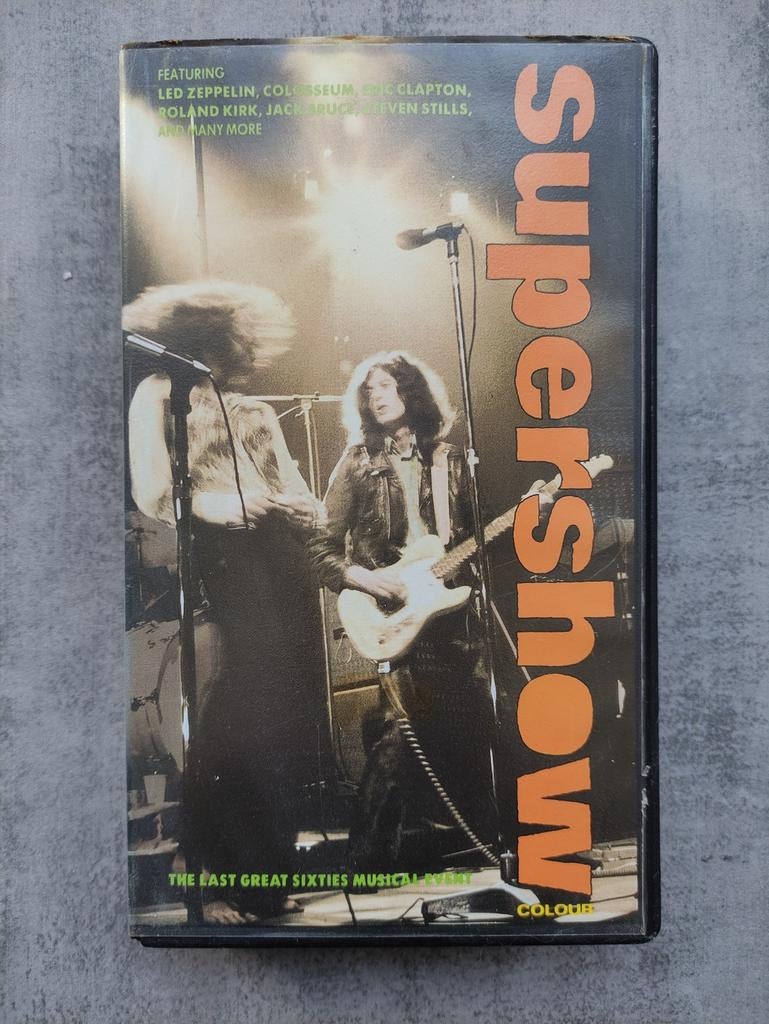 FEATURING
LED ZEPPELIN, COLOSSEUM, ERIC CLAPTON,
ROLAND KIRK, JACK BRUCE, STEVEN STILLS,
AND MANY MORE
supershow
THE LAST GREAT SIXTIES MUSICAL EVENT
COLOUR